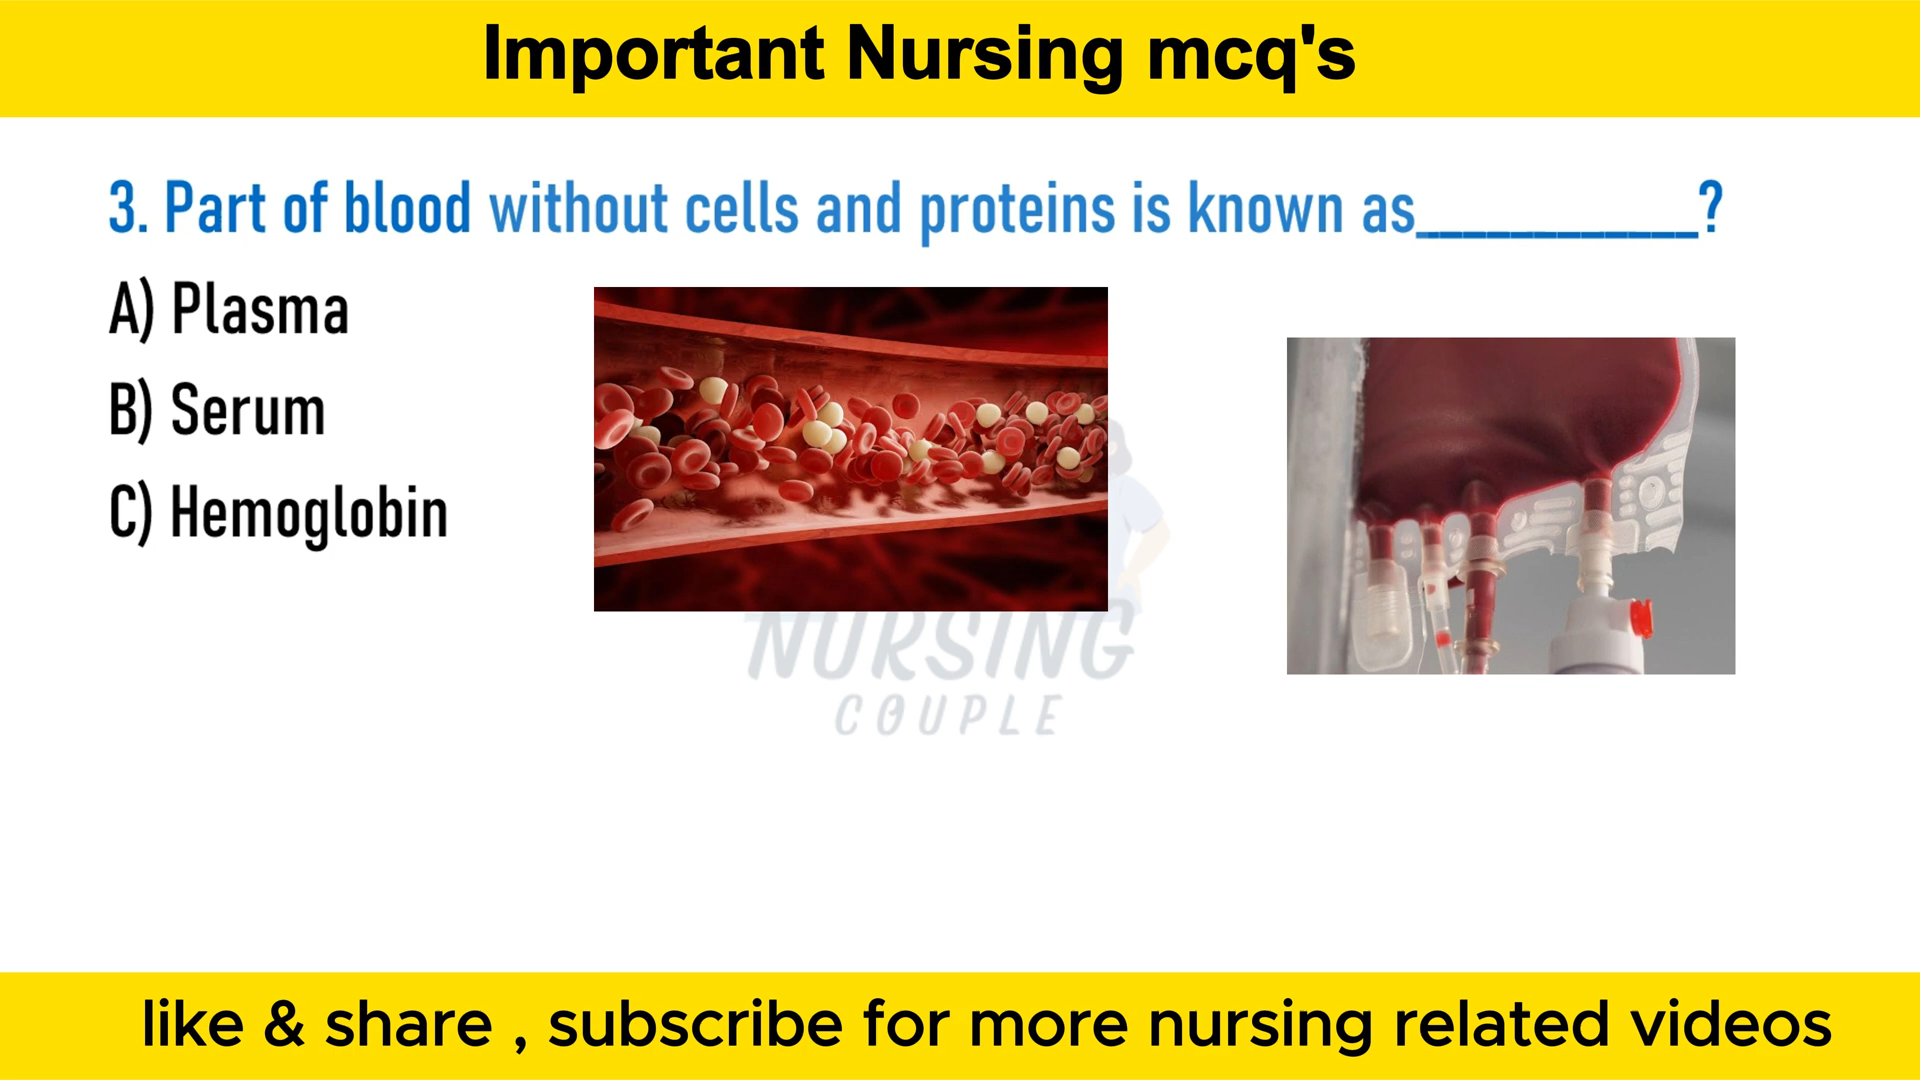 Important Nursing mcq's
3. Part of blood without cells and proteins is known as____________?
A) Plasma
B) Serum
C) Hemoglobin
NURSING
COUPLE
like & share , subscribe for more nursing related videos